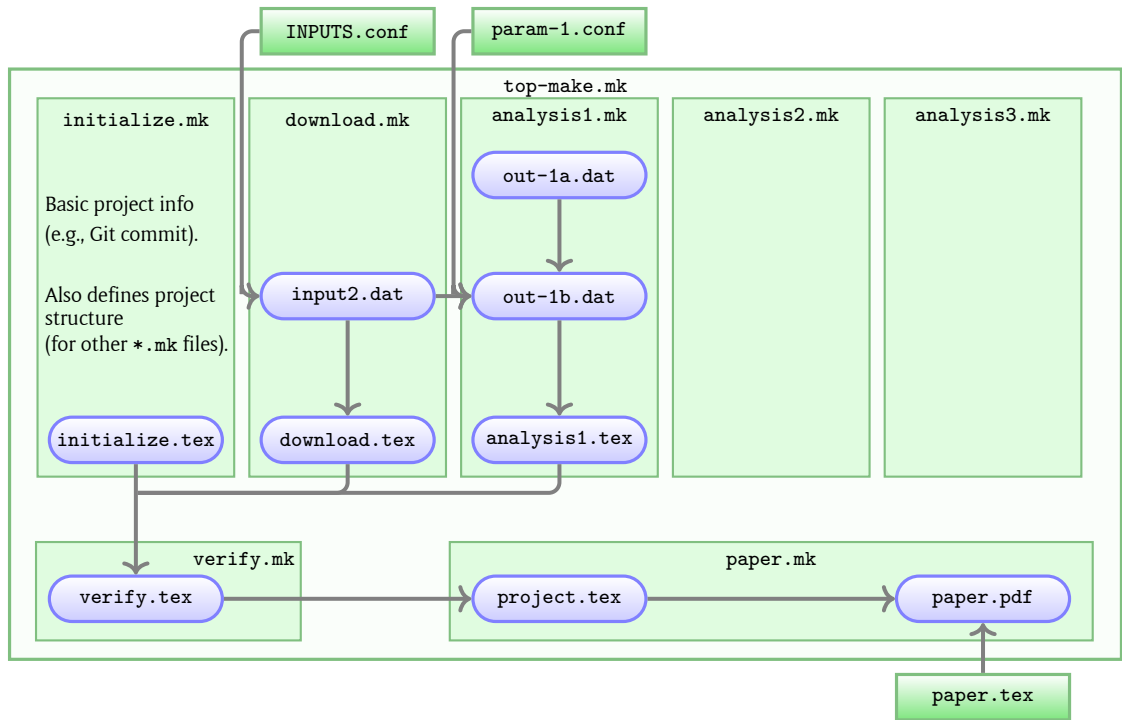 INPUTS.conf
param-1.conf
top-make.mk
initialize.mk
download.mk
analysis1.mk
analysis2.mk
analysis3.mk
out-1a.dat
Basic project info
(e.g., Git commit).
Also defines project
structure
(for other *.mk files).
input2.dat
out-1b.dat
initialize.tex
download.tex
analysis1.tex
verify.mk
paper.mk
verify.tex
project.tex
paper.pdf
paper.tex